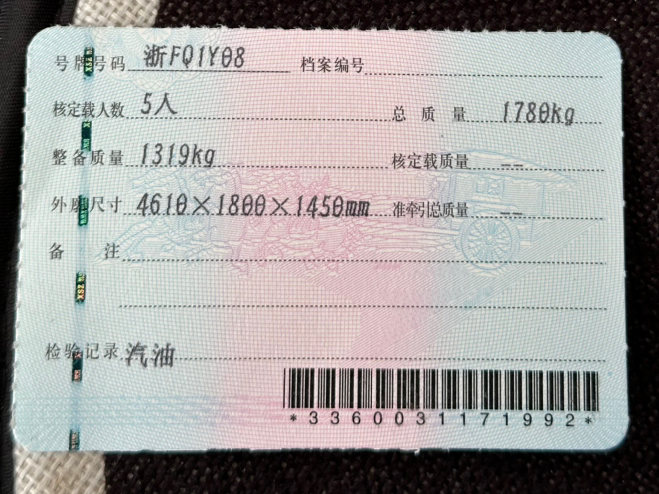 号牌号码 浙FQ1Y08 档案编号
核定载人数 5人 总质量 1780kg
整备质量 1319kg 核定载质量 --
外廓尺寸 4610×1800×1450mm 准牵引总质量 --
备注
检验记录 汽油
*3360031171992*